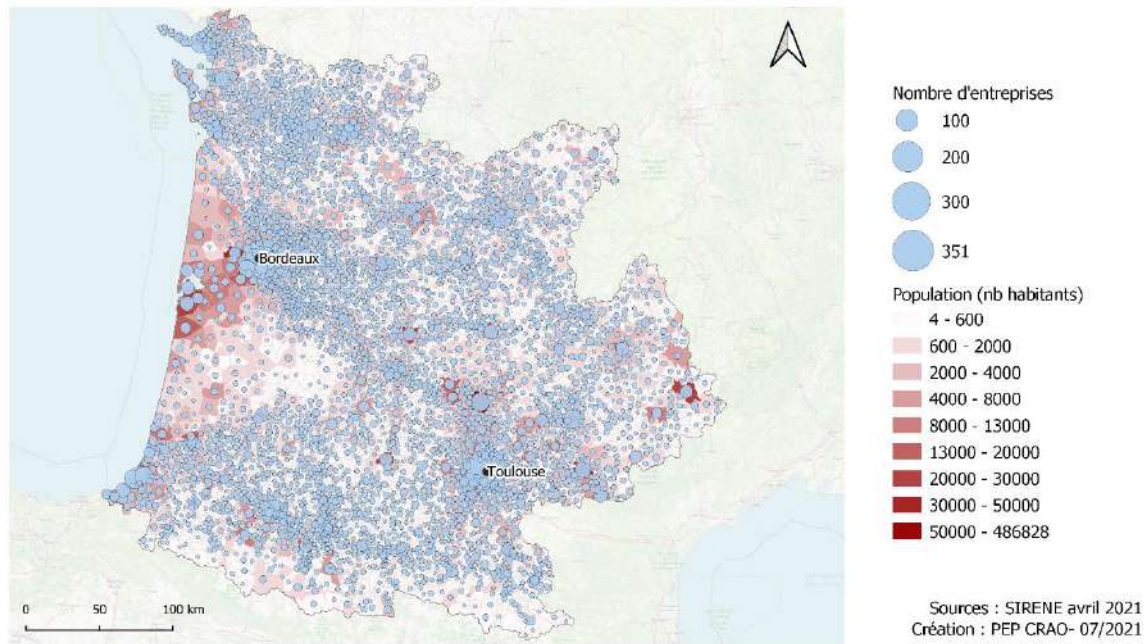 Bordeaux
Toulouse
0 50 100 km
Nombre d'entreprises
100
200
300
351
Population (nb habitants)
4 - 600
600 - 2000
2000 - 4000
4000 - 8000
8000 - 13000
13000 - 20000
20000 - 30000
30000 - 50000
50000 - 486828
Sources : SIRENE avril 2021
Création : PEP CRAO- 07/2021